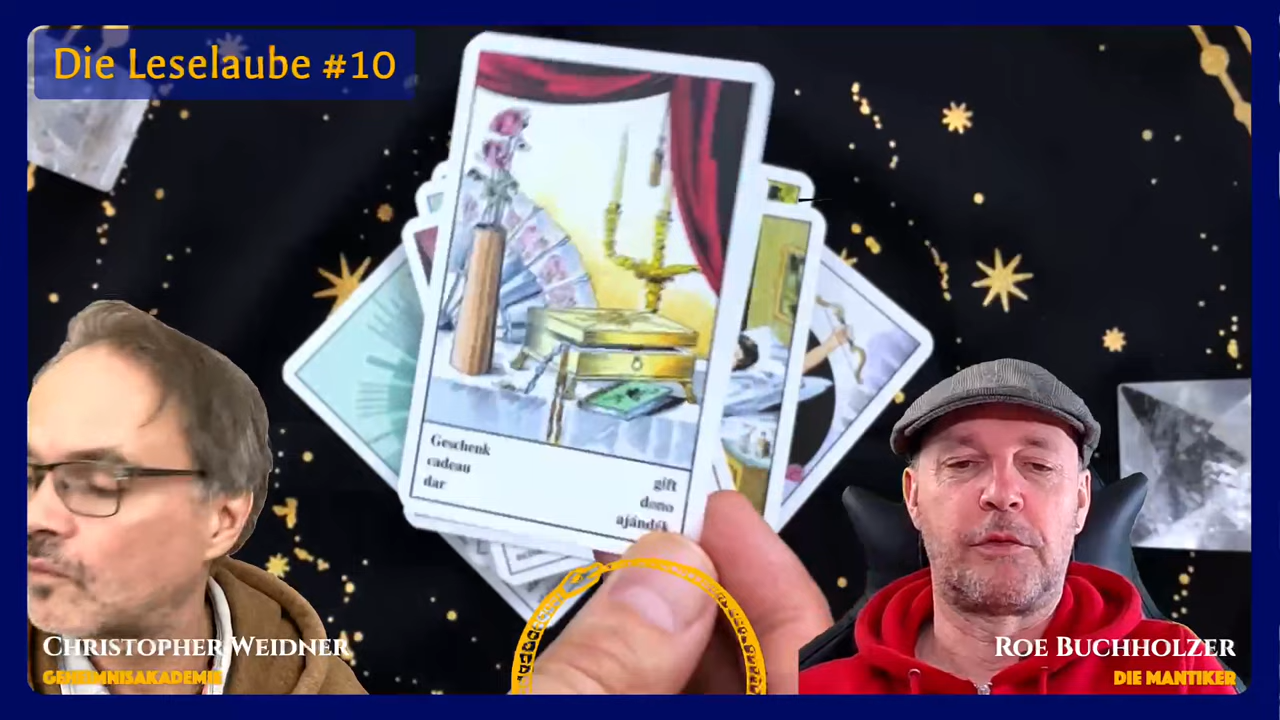 Die Leselaube #10
Geschenk
cadeau
dar
gift
dono
ajándék
Christopher Weidner
GEHEIMNISAKADEMIE
Roe Buchholzer
DIE MANTIKER